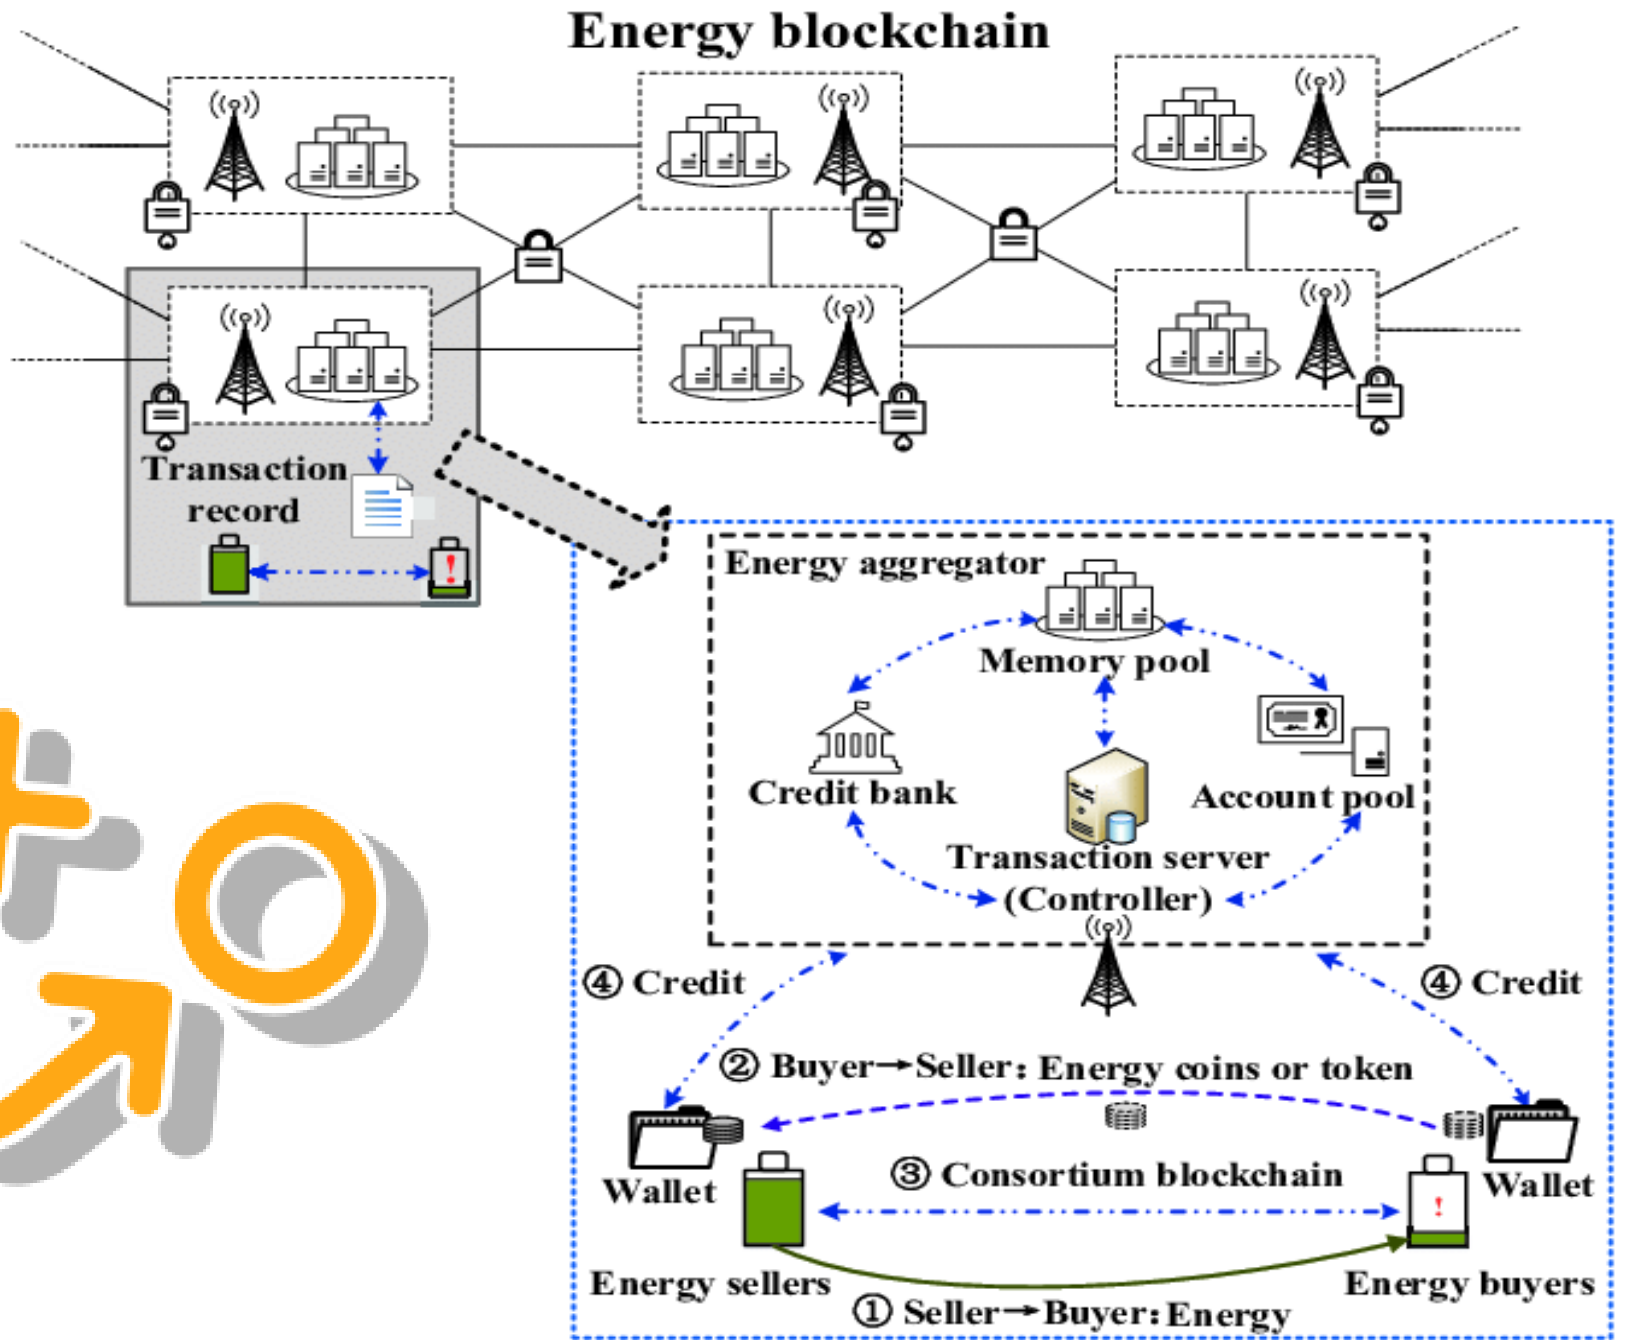 Energy blockchain
Transaction
record
Energy aggregator
Memory pool
Credit bank
Account pool
Transaction server
(Controller)
④ Credit
④ Credit
② Buyer→Seller: Energy coins or token
③ Consortium blockchain
Wallet
Wallet
Energy sellers
Energy buyers
① Seller→Buyer: Energy